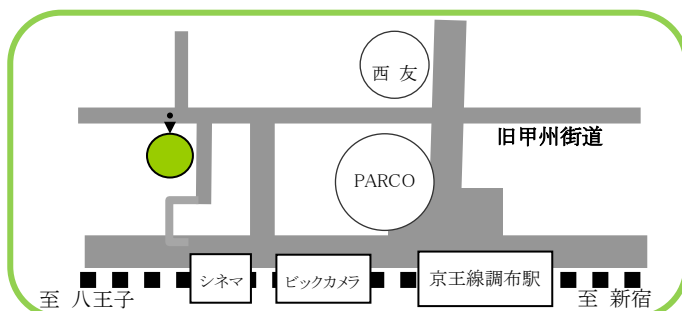 西 友
旧甲州街道
PARCO
シネマ
ビックカメラ
京王線調布駅
至 八王子
至 新宿